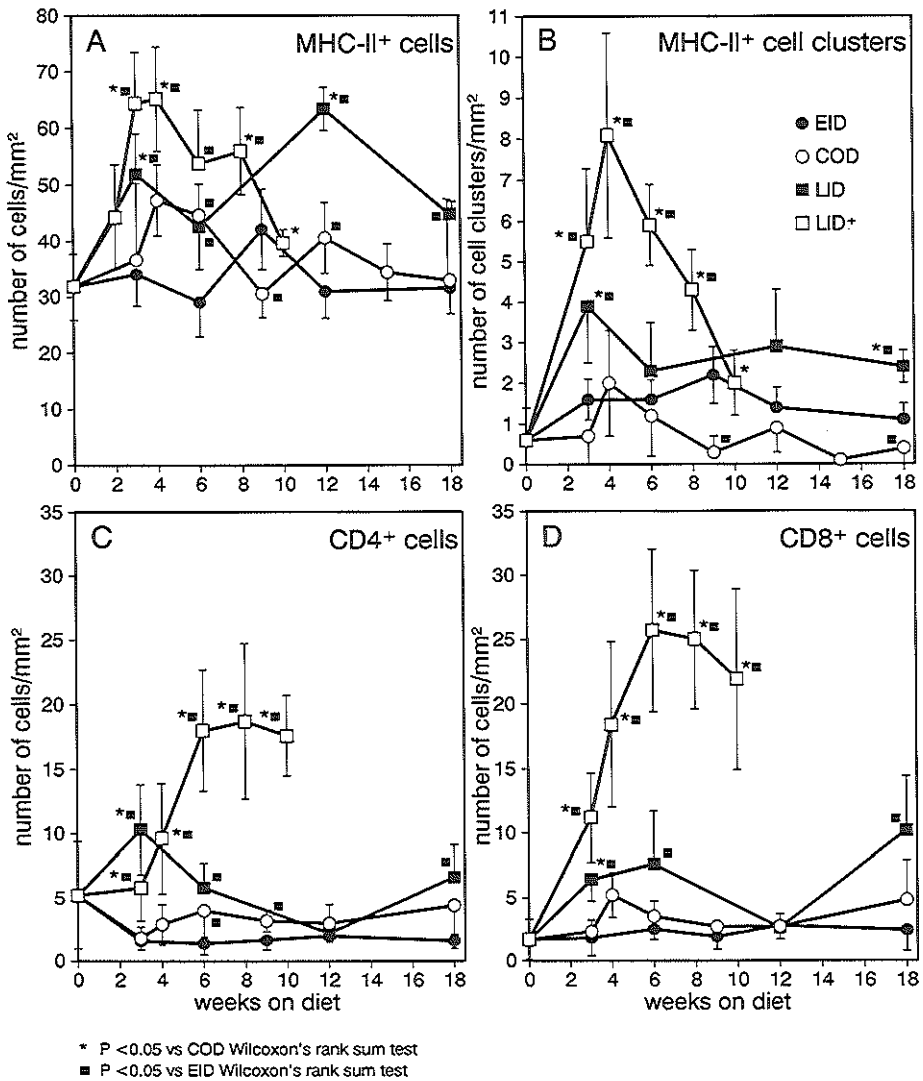 A
MHC-II+ cells
number of cells/mm²
80
70
60
50
40
30
20
10
0
0 2 4 6 8 10 12 14 16 18
B
MHC-II+ cell clusters
number of cell clusters/mm²
11
10
9
8
7
6
5
4
3
2
1
0
0 2 4 6 8 10 12 14 16 18
EID
COD
LID
LID+
C
CD4+ cells
number of cells/mm²
35
30
25
20
15
10
5
0
0 2 4 6 8 10 12 14 16 18
weeks on diet
D
CD8+ cells
number of cells/mm²
35
30
25
20
15
10
5
0
0 2 4 6 8 10 12 14 16 18
weeks on diet
* P <0.05 vs COD Wilcoxon's rank sum test
■ P <0.05 vs EID Wilcoxon's rank sum test